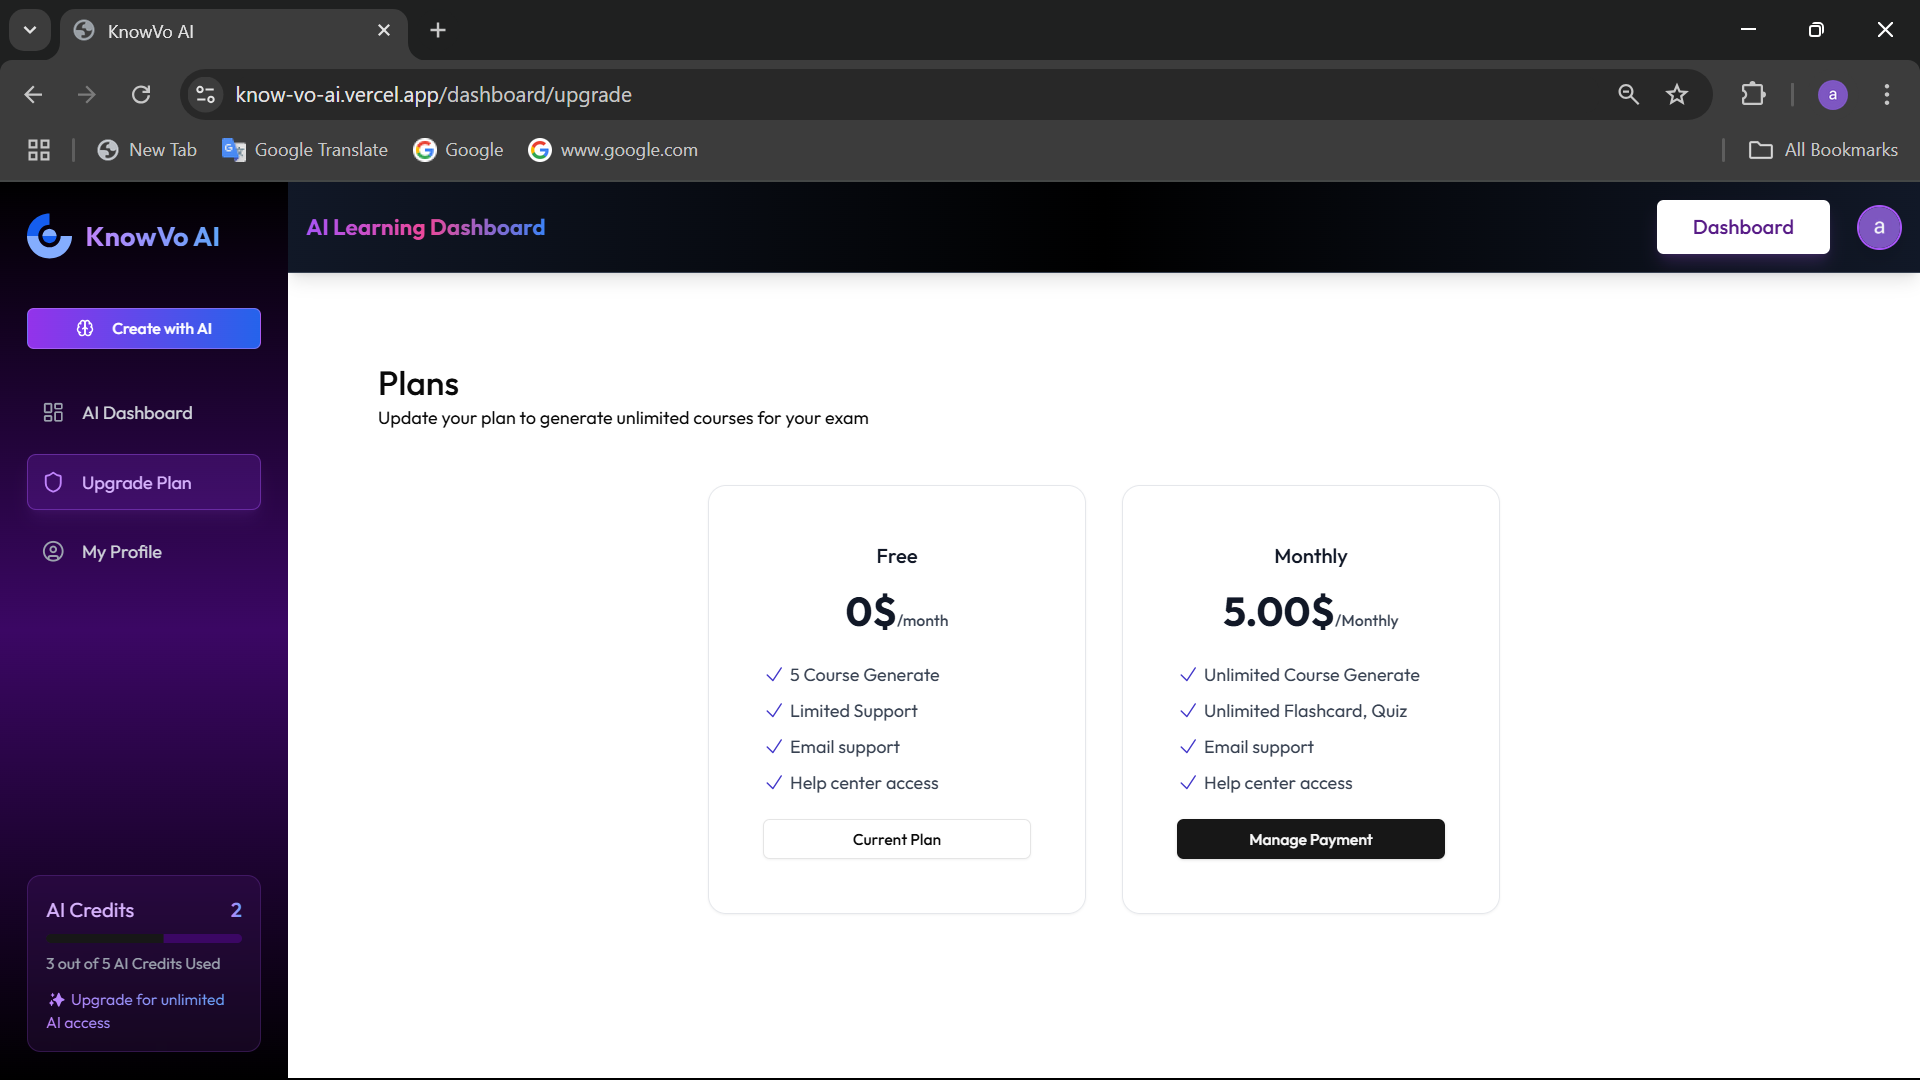 KnowVo AI
know-vo-ai.vercel.app/dashboard/upgrade
a
New Tab
Google Translate
Google
www.google.com
All Bookmarks
KnowVo AI
AI Learning Dashboard
Dashboard
a
Create with AI
AI Dashboard
Upgrade Plan
My Profile
AI Credits 2
3 out of 5 AI Credits Used
Upgrade for unlimited
AI access
Plans
Update your plan to generate unlimited courses for your exam
Free
0$/month
5 Course Generate
Limited Support
Email support
Help center access
Current Plan
Monthly
5.00$/Monthly
Unlimited Course Generate
Unlimited Flashcard, Quiz
Email support
Help center access
Manage Payment